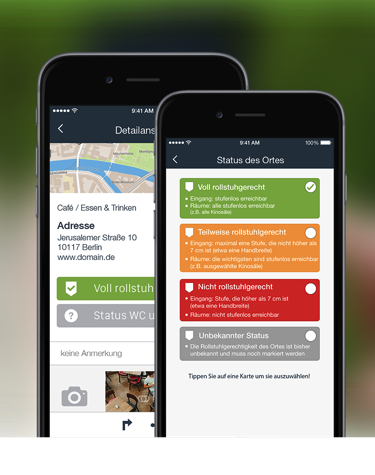 9:41 AM
Detailans
Café / Essen & Trinken
Adresse
Jerusalemer Straße 10
10117 Berlin
www.domain.de
Voll rollstuh
Status WC u
keine Anmerkung
9:41 AM 100%
Status des Ortes
Voll rollstuhgerecht
• Eingang: stufenlos erreichbar
• Räume: alle stufenlos erreichbar
(z.B. alle Kinosäle)
Teilweise rollstuhlgerecht
• Eingang: maximal eine Stufe, die nicht höher als
7 cm ist (etwa eine Handbreite)
• Räume: die wichtigsten sind stufenlos erreichbar
(z.B. ausgewählte Kinosäle)
Nicht rollstuhlgerecht
• Eingang: Stufe, die höher als 7 cm ist
(etwa eine Handbreite)
• Räume: nicht stufenlos erreichbar
Unbekannter Status
• Die Rollstuhlgerechtigkeit des Ortes ist bisher
unbekannt und muss noch markiert werden
Tippen Sie auf eine Karte um sie auszuwählen!